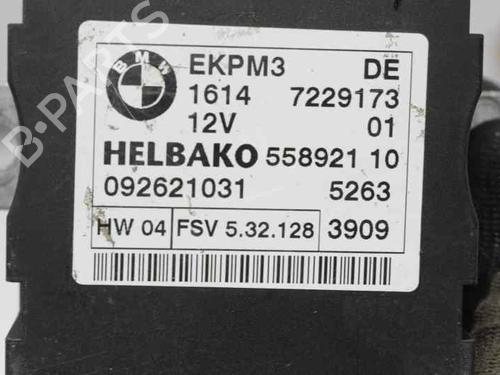 BMW
EKPM3 DE
1614 7229173
12V 01
HELBAKO 558921 10
092621031 5263
HW 04 FSV 5.32.128 3909
B-PARTS